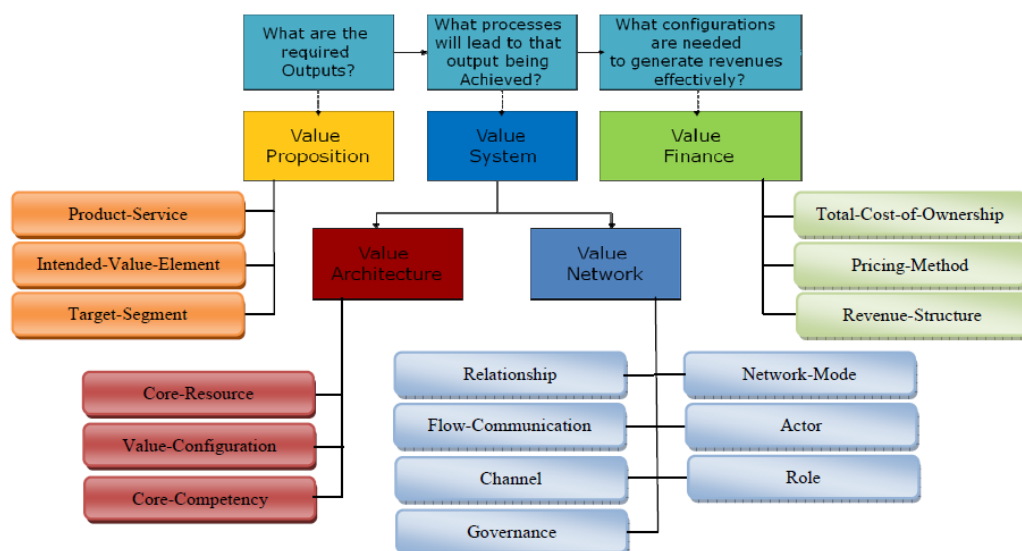 What are the
required
Outputs?
What processes
will lead to that
output being
Achieved?
What configurations
are needed
to generate revenues
effectively?
Value
Proposition
Value
System
Value
Finance
Product-Service
Intended-Value-Element
Target-Segment
Value
Architecture
Value
Network
Total-Cost-of-Ownership
Pricing-Method
Revenue-Structure
Core-Resource
Value-Configuration
Core-Competency
Relationship
Network-Mode
Flow-Communication
Actor
Channel
Role
Governance